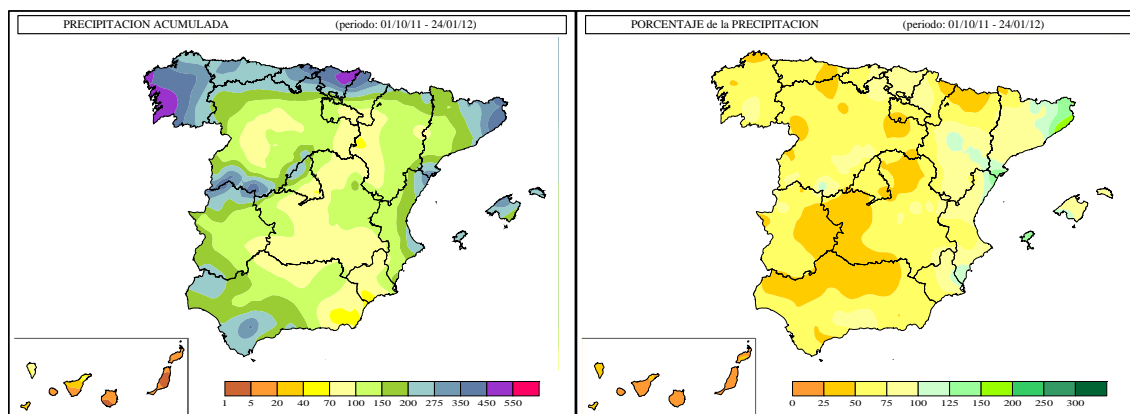 PRECIPITACION ACUMULADA (periodo: 01/10/11 - 24/01/12)
1 5 20 40 70 100 150 200 275 350 450 550
PORCENTAJE de la PRECIPITACION (periodo: 01/10/11 - 24/01/12)
0 25 50 75 100 125 150 200 250 300